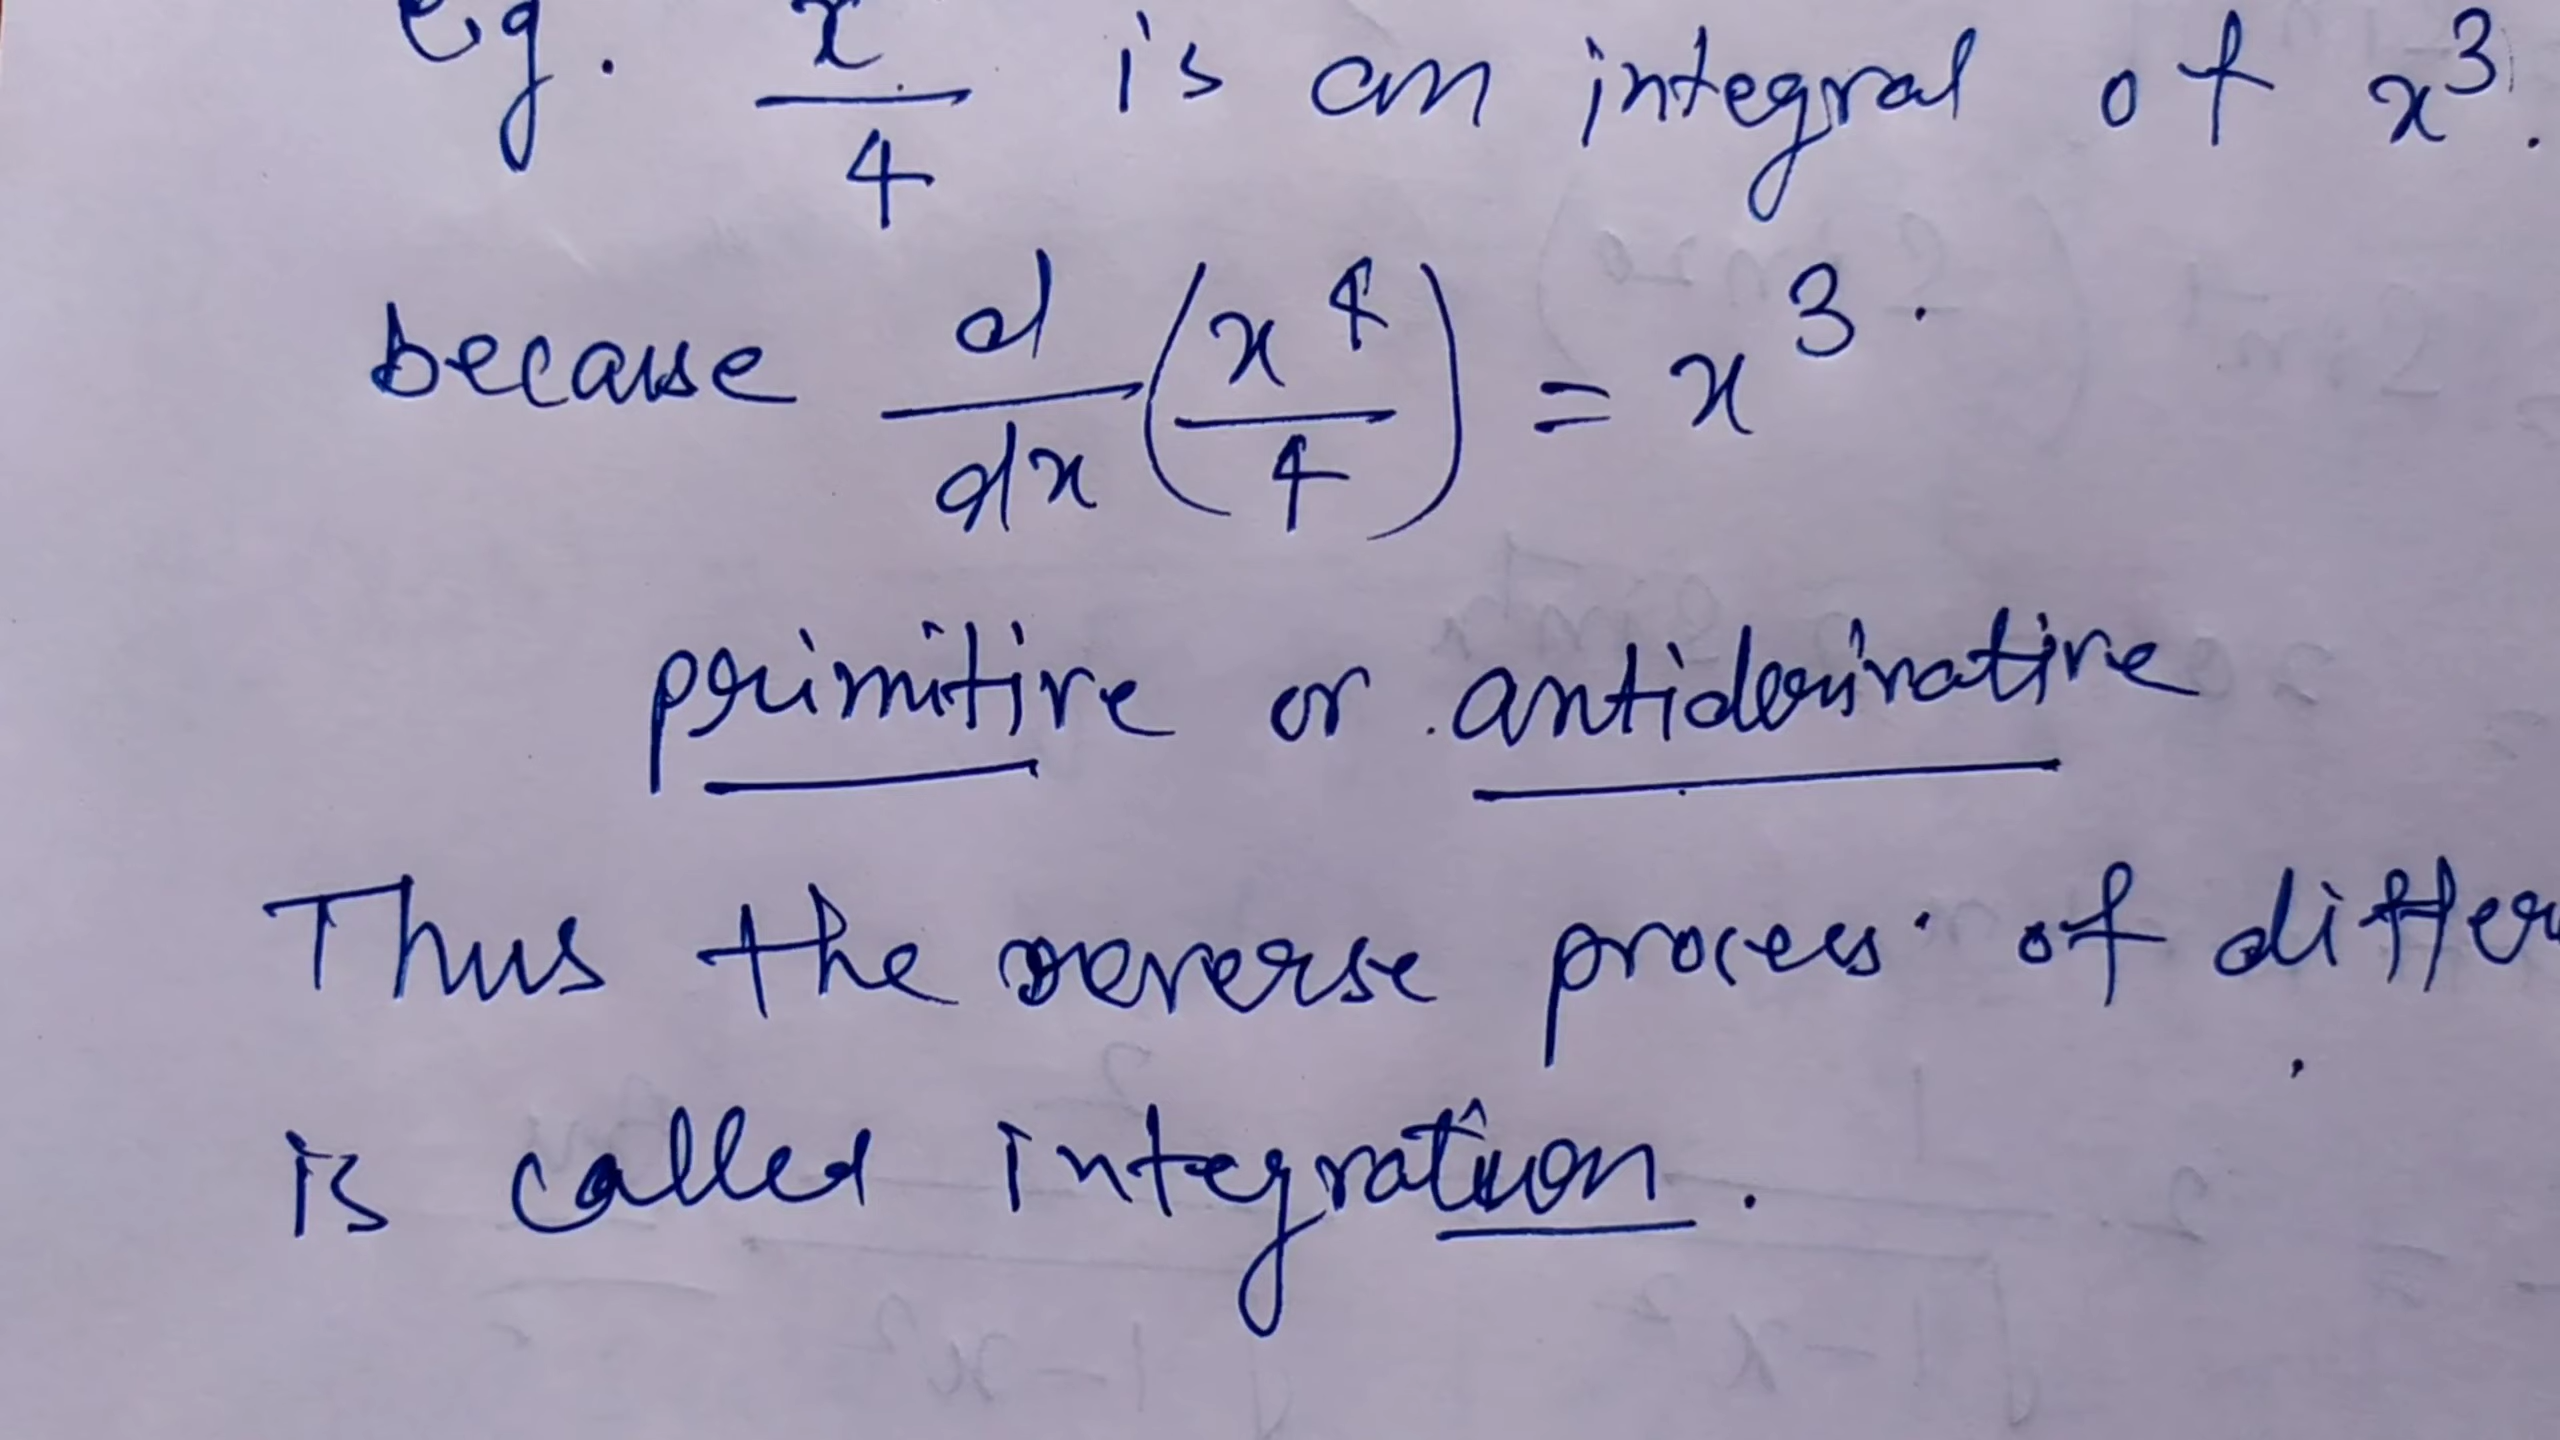 eg. x/4 is an integral of x³.
because d/dx (x⁴/4) = x³.
primitive or antiderivative
Thus the reverse process of differ
is called integration.